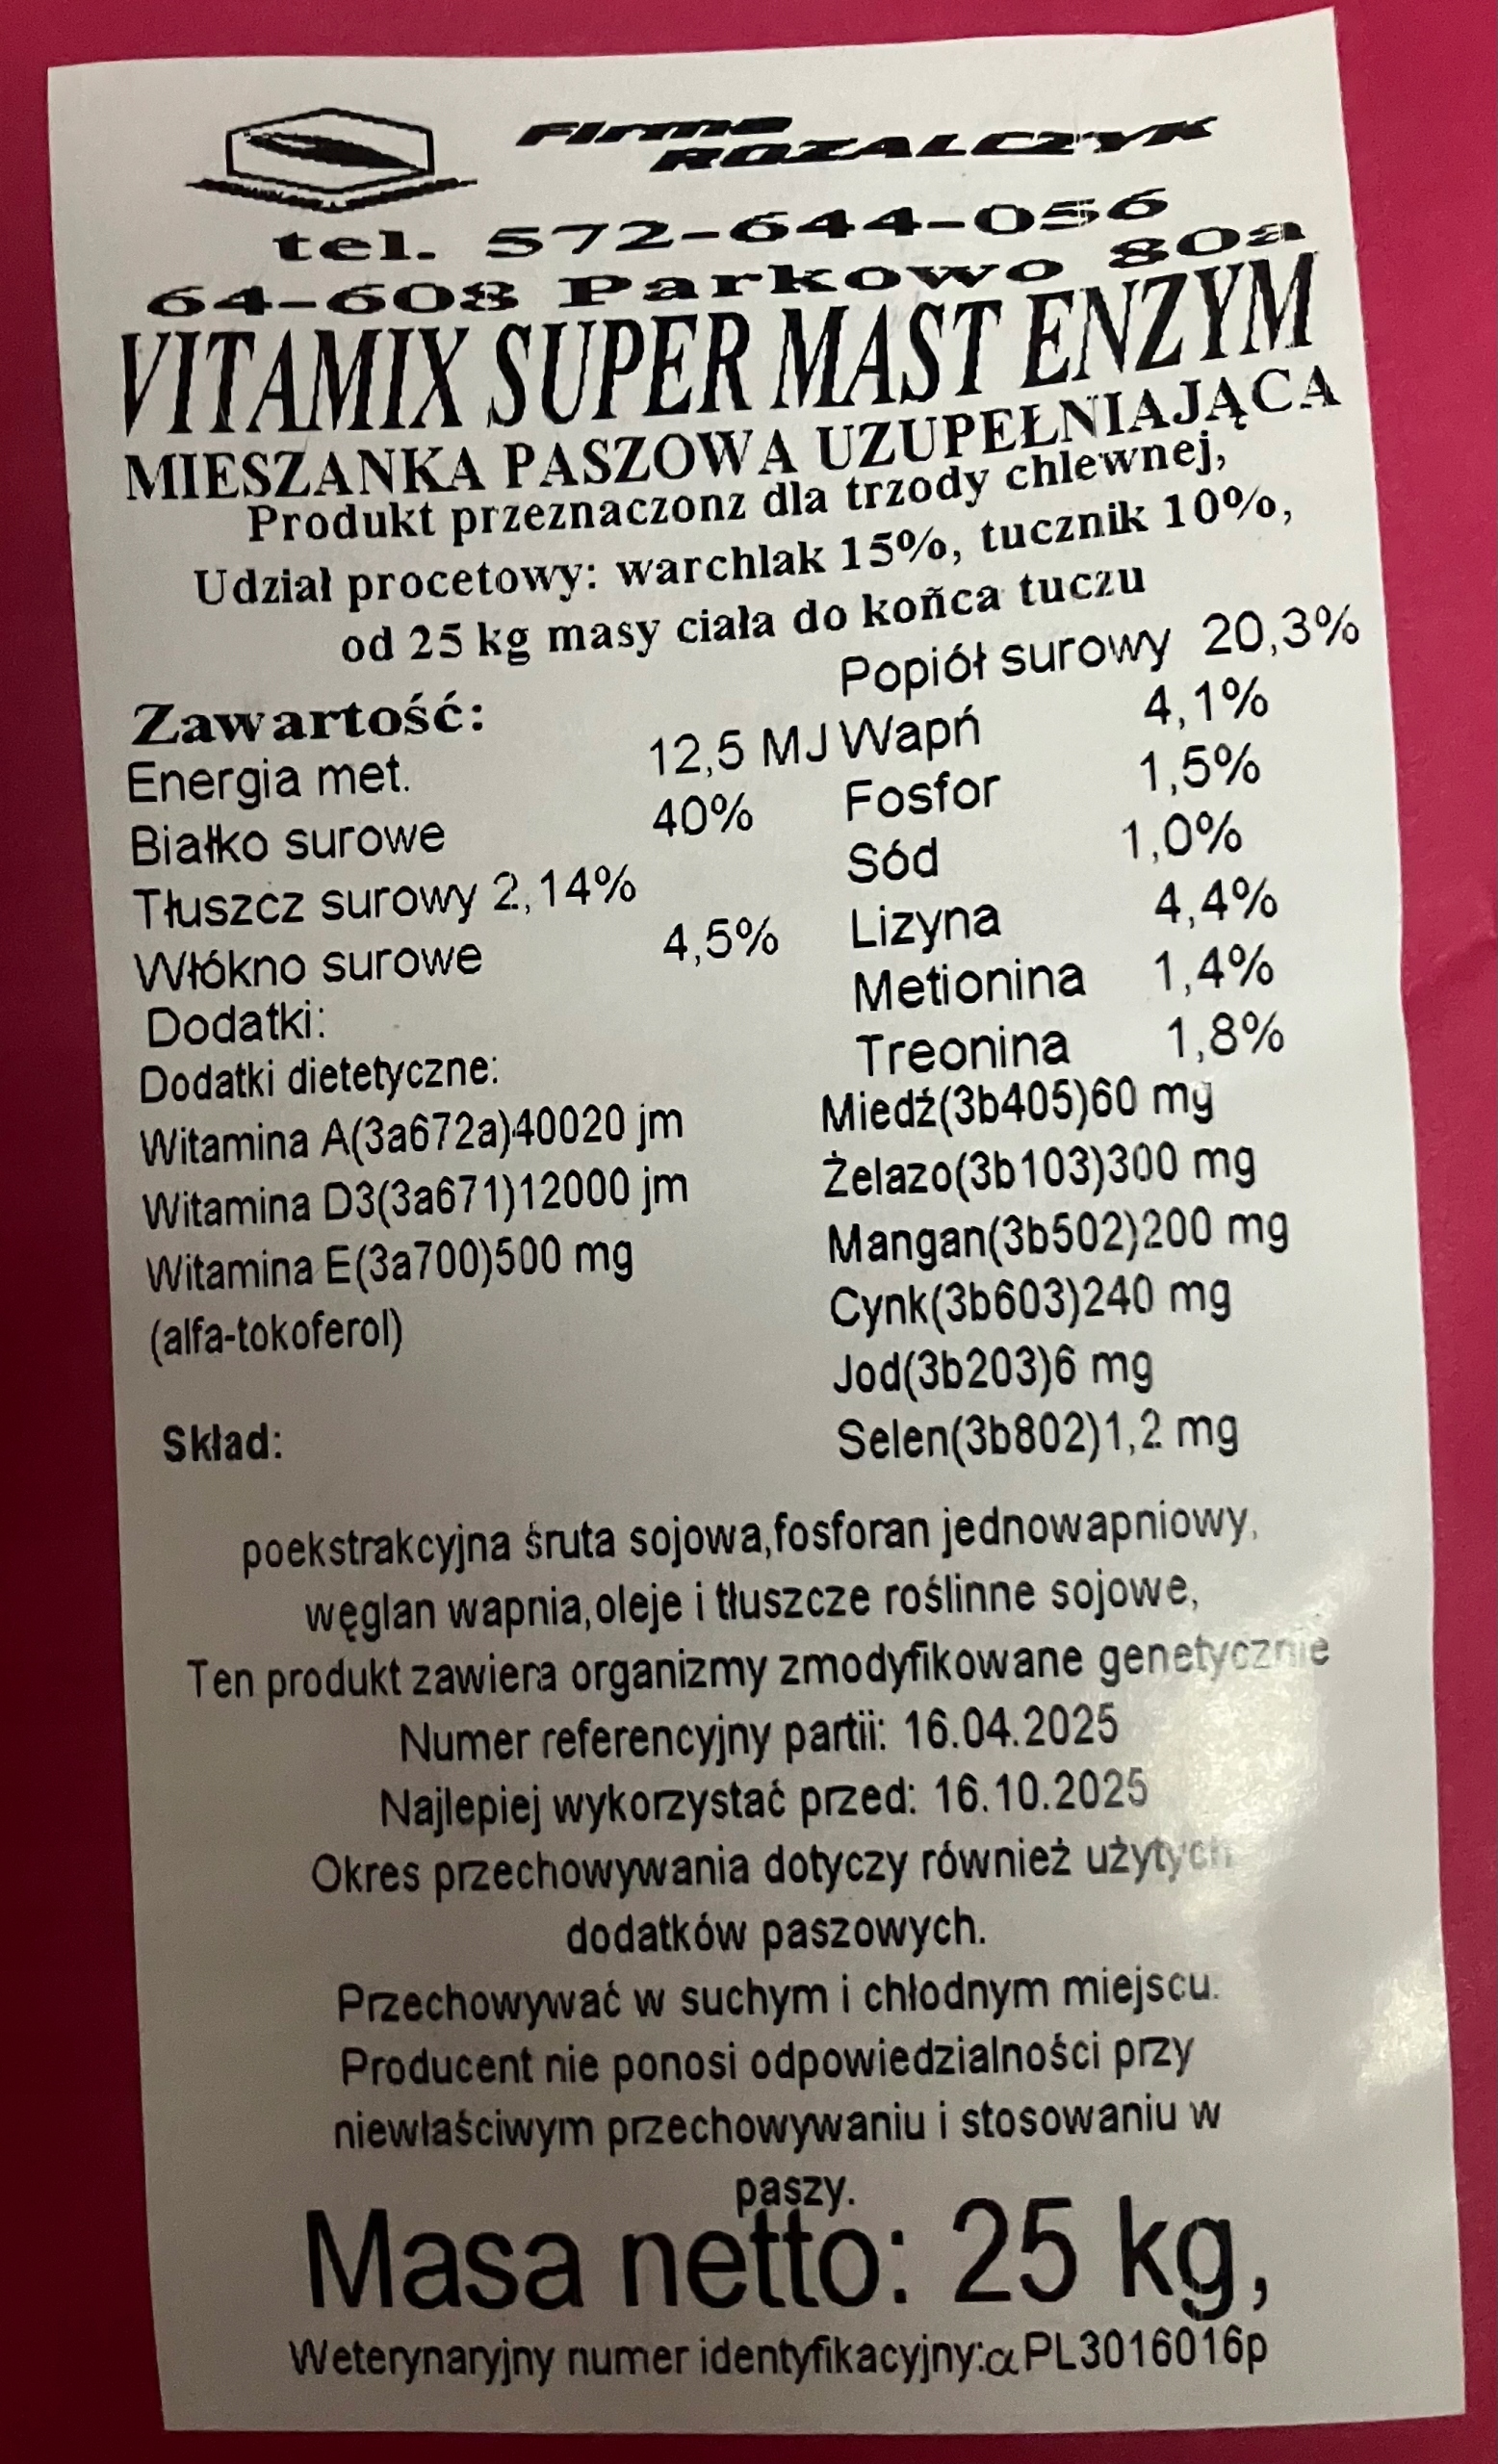 Firma
ROZALCZYK
tel. 572-644-056
64-608 Parkowo 80a
VITAMIX SUPER MAST ENZYM
MIESZANKA PASZOWA UZUPEŁNIAJĄCA
Produkt przeznaczonz dla trzody chlewnej,
Udział procetowy: warchlak 15%, tucznik 10%,
od 25 kg masy ciała do końca tuczu
Zawartość:
Energia met. 12,5 MJ
Białko surowe 40%
Tłuszcz surowy 2,14%
Włókno surowe 4,5%
Dodatki:
Dodatki dietetyczne:
Witamina A(3a672a)40020 jm
Witamina D3(3a671)12000 jm
Witamina E(3a700)500 mg
(alfa-tokoferol)
Popiół surowy 20,3%
Wapń 4,1%
Fosfor 1,5%
Sód 1,0%
Lizyna 4,4%
Metionina 1,4%
Treonina 1,8%
Miedź(3b405)60 mg
Żelazo(3b103)300 mg
Mangan(3b502)200 mg
Cynk(3b603)240 mg
Jod(3b203)6 mg
Selen(3b802)1,2 mg
Skład:
poekstrakcyjna śruta sojowa,fosforan jednowapniowy,
węglan wapnia,oleje i tłuszcze roślinne sojowe,
Ten produkt zawiera organizmy zmodyfikowane genetycznie
Numer referencyjny partii: 16.04.2025
Najlepiej wykorzystać przed: 16.10.2025
Okres przechowywania dotyczy również użytych
dodatków paszowych.
Przechowywać w suchym i chłodnym miejscu.
Producent nie ponosi odpowiedzialności przy
niewłaściwym przechowywaniu i stosowaniu w
paszy.
Masa netto: 25 kg,
Weterynaryjny numer identyfikacyjny:αPL3016016p